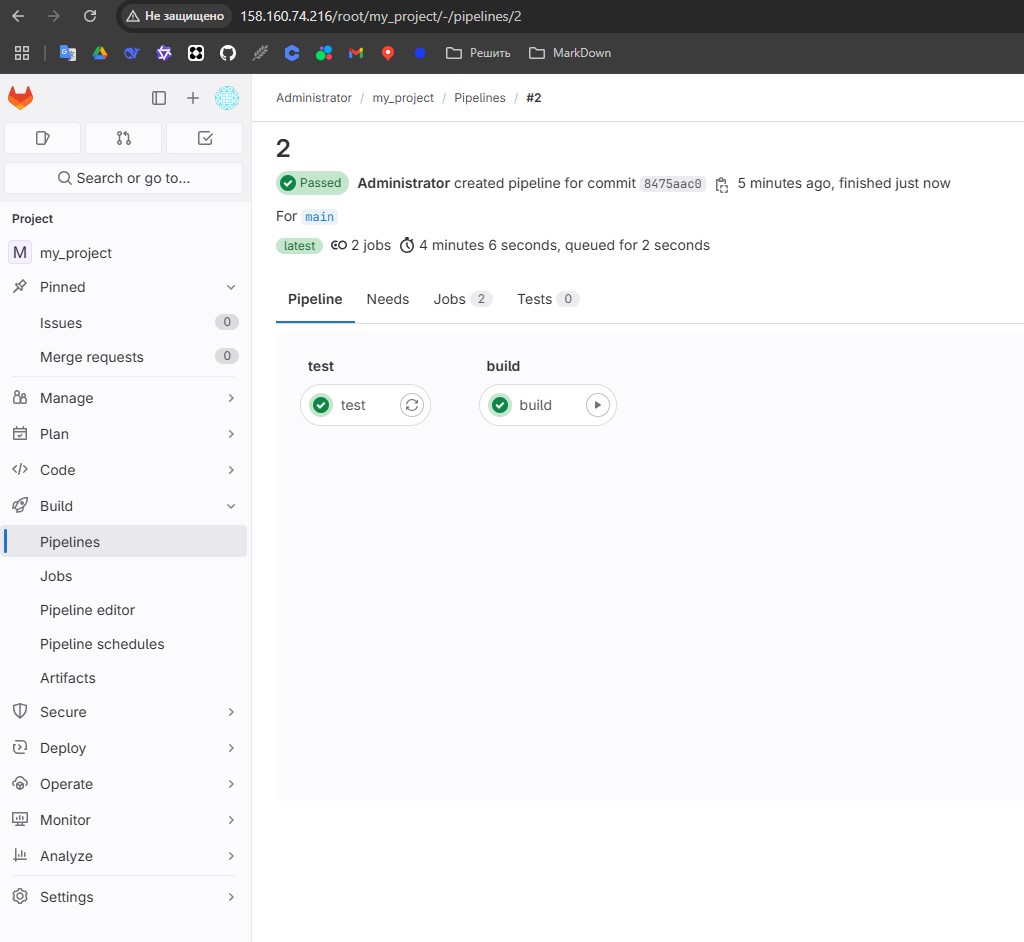 Не защищено 158.160.74.216/root/my_project/-/pipelines/2
Решить MarkDown
Administrator / my_project / Pipelines / #2
Search or go to...
Project
M my_project
Pinned
Issues 0
Merge requests 0
Manage
Plan
Code
Build
Pipelines
Jobs
Pipeline editor
Pipeline schedules
Artifacts
Secure
Deploy
Operate
Monitor
Analyze
Settings
2
Passed Administrator created pipeline for commit 8475aac0 5 minutes ago, finished just now
For main
latest 2 jobs 4 minutes 6 seconds, queued for 2 seconds
Pipeline Needs Jobs 2 Tests 0
test
test
build
build